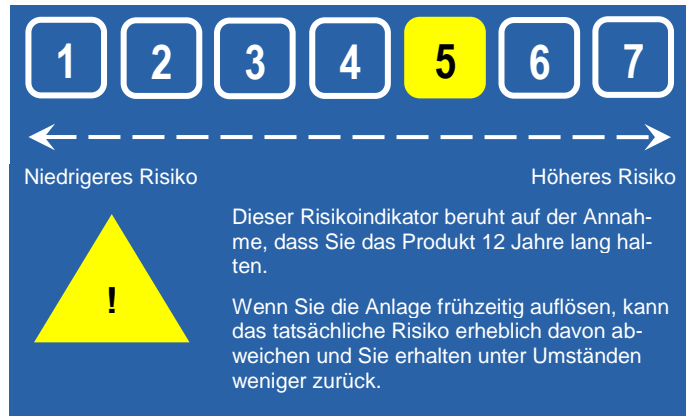 1 2 3 4 5 6 7
Niedrigeres Risiko Höheres Risiko
Dieser Risikoindikator beruht auf der Annah-
me, dass Sie das Produkt 12 Jahre lang hal-
ten.
!
Wenn Sie die Anlage frühzeitig auflösen, kann
das tatsächliche Risiko erheblich davon ab-
weichen und Sie erhalten unter Umständen
weniger zurück.